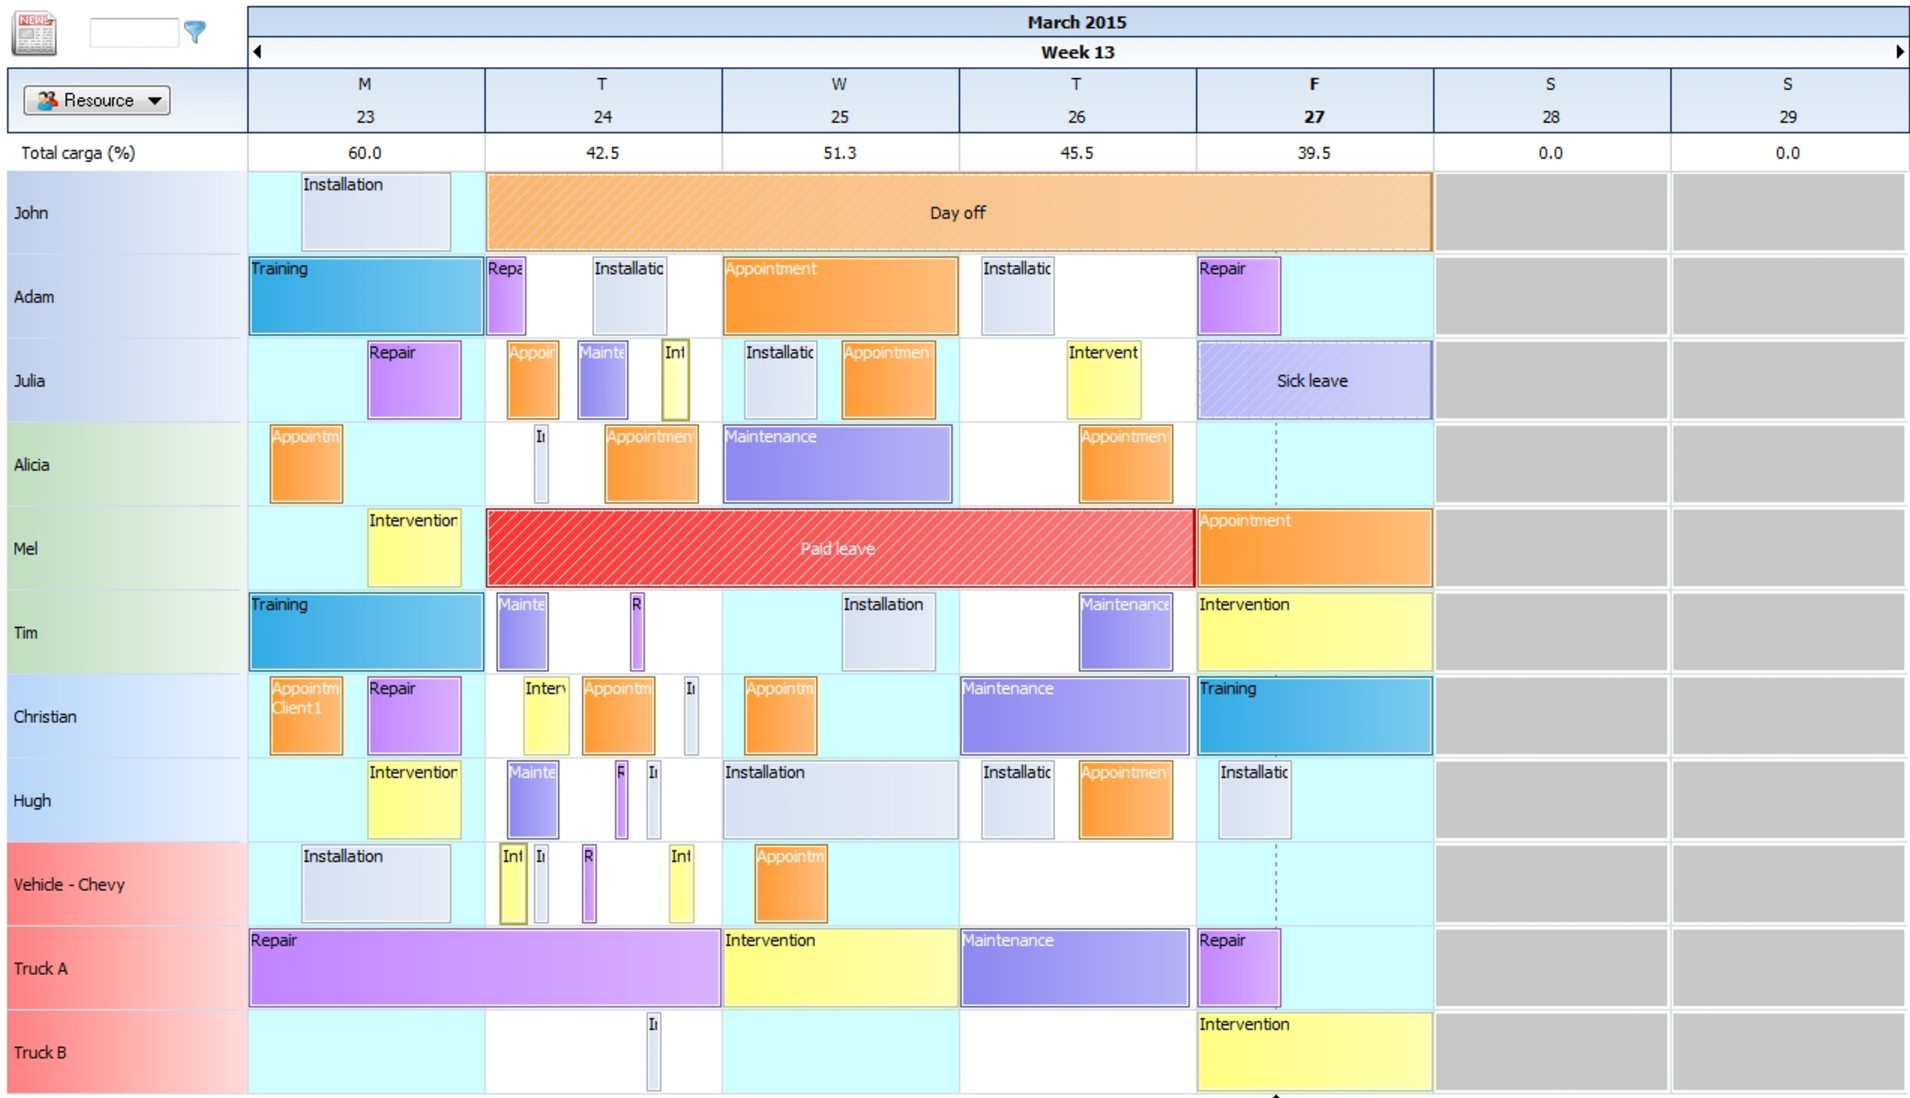 NEWS
March 2015
Week 13
Resource
M T W T F S S
23 24 25 26 27 28 29
Total carga (%) 60.0 42.5 51.3 45.5 39.5 0.0 0.0
John Installation Day off
Adam Training Repa Installatic Appointment Installatic Repair
Julia Repair Appoir Mainte Int Installatic Appointmen Intervent Sick leave
Alicia Appointm Appointmen Maintenance Appointmen
Mel Intervention Paid leave Appointment
Tim Training Mainte R Installation Maintenance Intervention
Christian Appointm Repair Interv Appointm Appointm Maintenance Training
Client1
Hugh Intervention Mainte Installation Installatic Appointmen Installatic
Vehicle - Chevy Installation Int R Int Appointm
Truck A Repair Intervention Maintenance Repair
Truck B Intervention